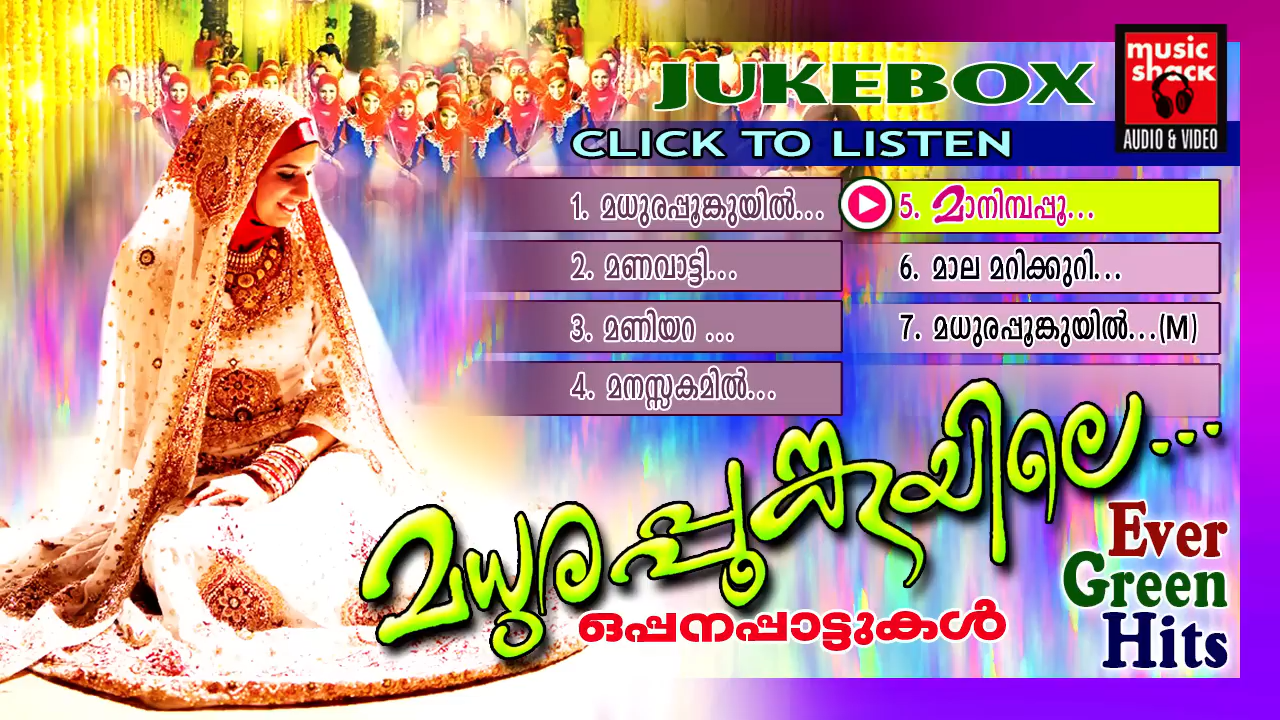 JUKEBOX
music
shock
AUDIO & VIDEO
CLICK TO LISTEN
1. മധുരപ്പൂങ്കുയിൽ...
2. മണവാട്ടി...
3. മണിയറ ...
4. മനസ്സകമിൽ...
5. മാനിമ്പപ്പൂ...
6. മാല മറിക്കുറി...
7. മധുരപ്പൂങ്കുയിൽ...(M)
മധുരപ്പൂങ്കുയിലെ...
ഒപ്പനപ്പാട്ടുകൾ
Ever
Green
Hits